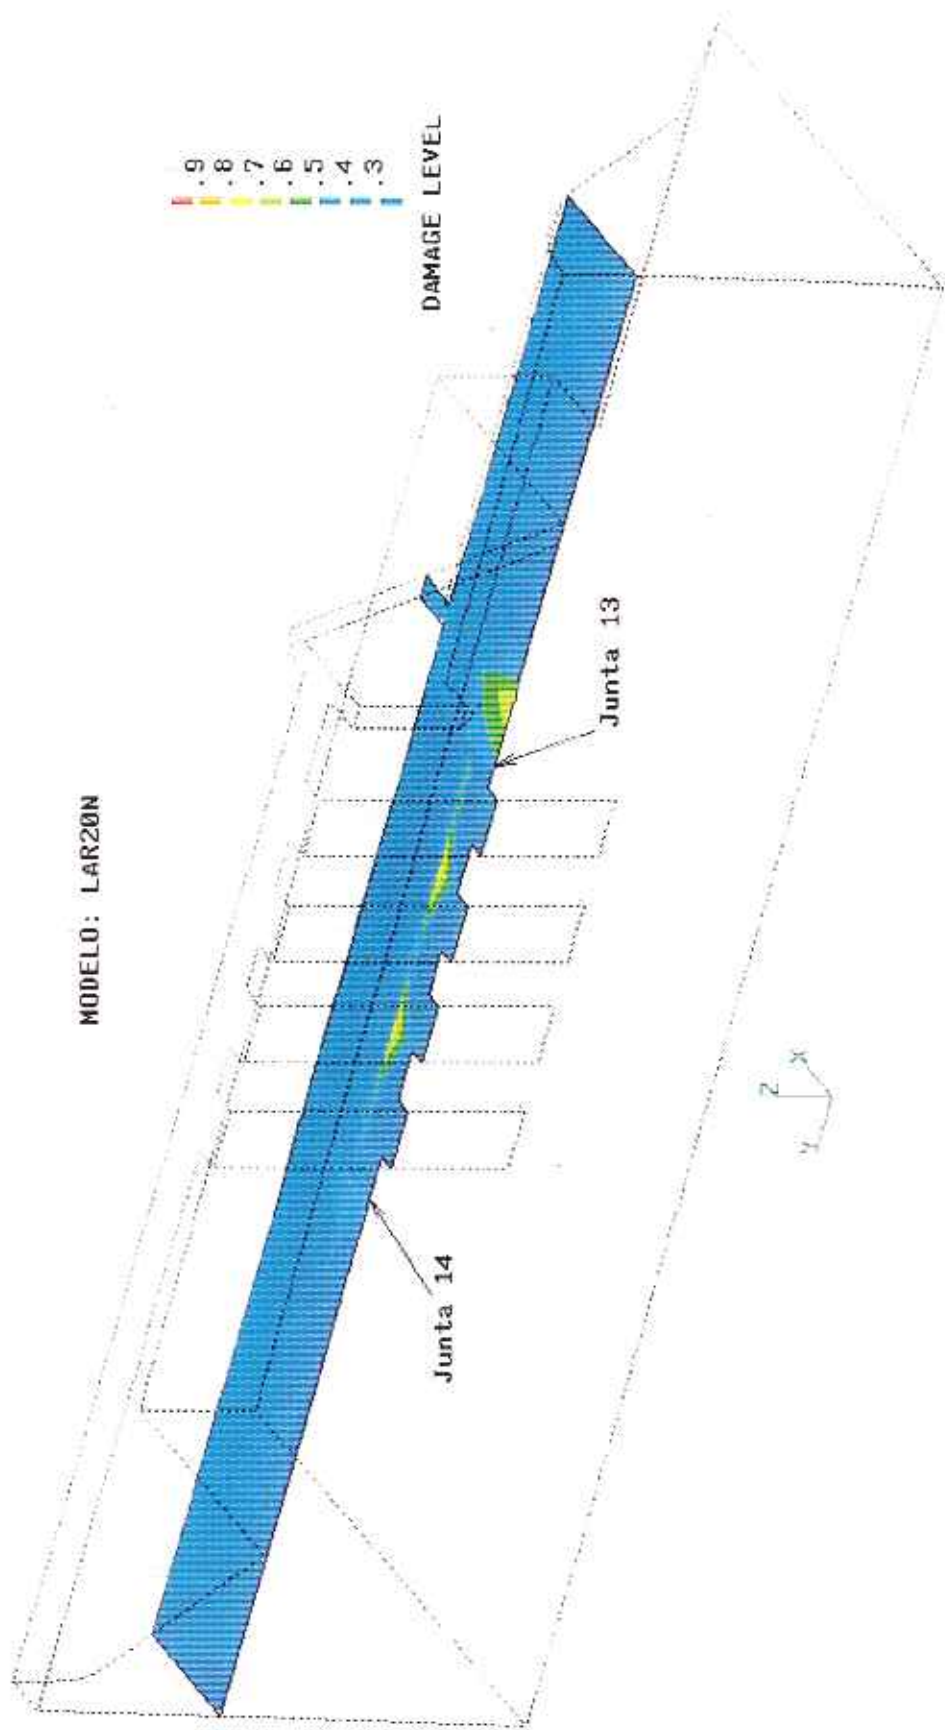 MODELO: LAR20N
.9
.8
.7
.6
.5
.4
.3
DAMAGE LEVEL
Junta 13
Junta 14
Z
X
Y